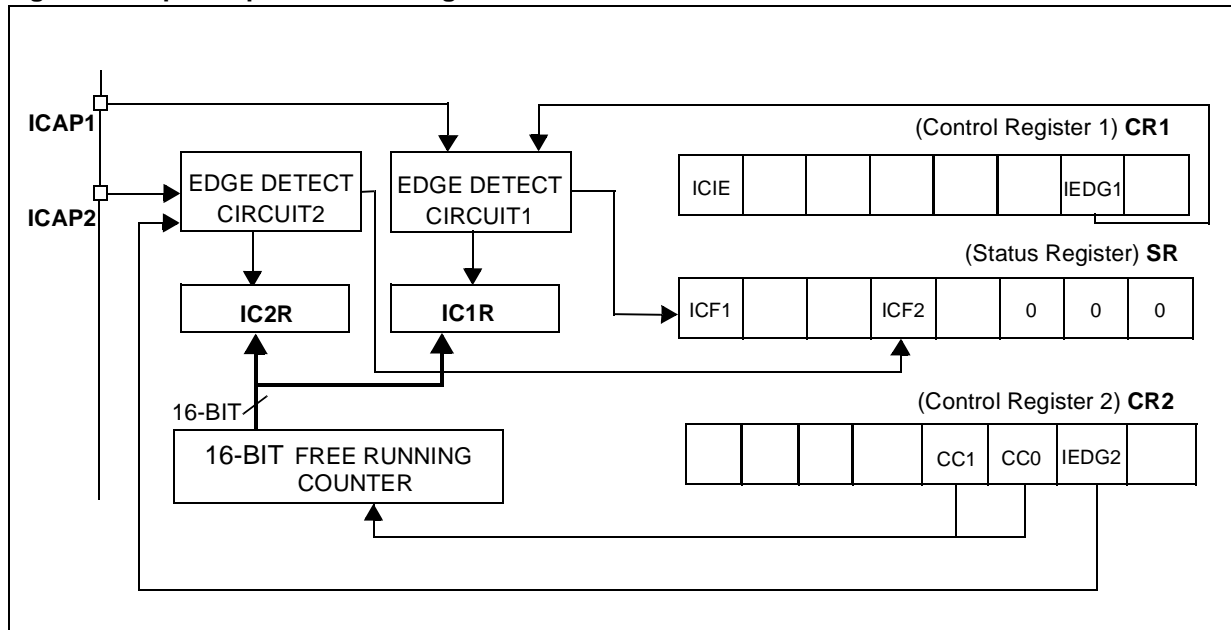 ICAP1
ICAP2
EDGE DETECT
CIRCUIT2
EDGE DETECT
CIRCUIT1
IC2R
IC1R
16-BIT
16-BIT FREE RUNNING
COUNTER
(Control Register 1) CR1
ICIE
IEDG1
(Status Register) SR
ICF1 ICF2 0 0 0
(Control Register 2) CR2
CC1 CC0 IEDG2